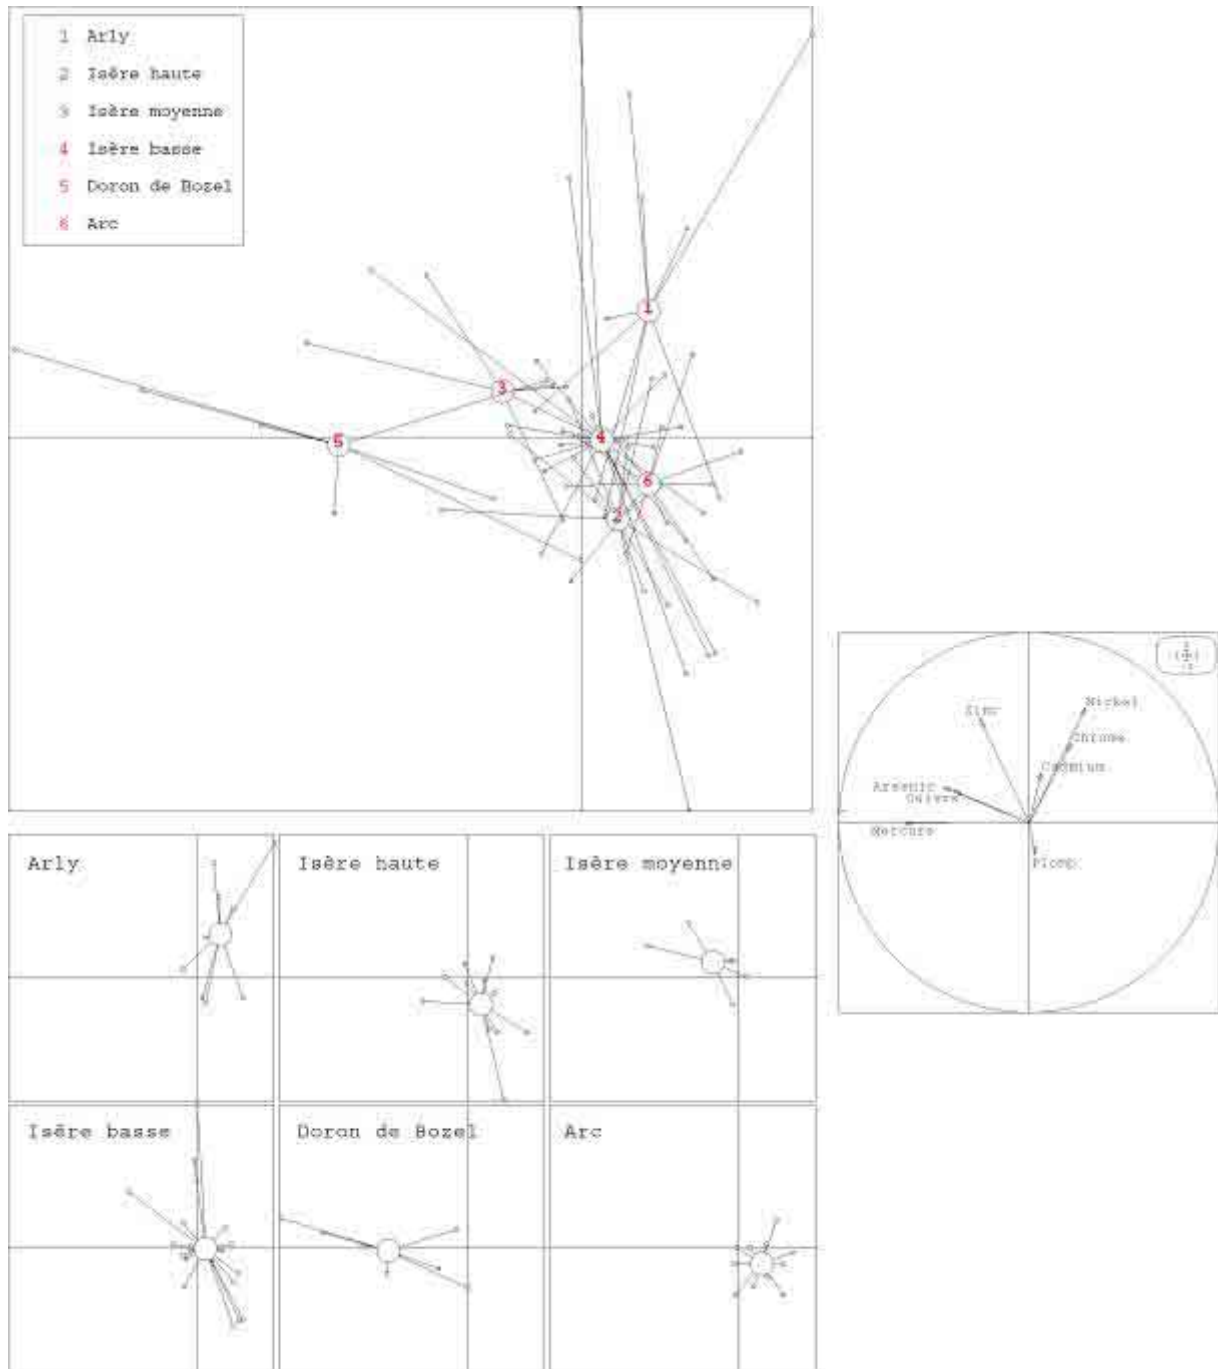 1 Arly
2 Isère haute
3 Isère moyenne
4 Isère basse
5 Doron de Bozel
6 Arc
1
3
4
5
6
2
Zinc
Nickel
Chrome
Cadmium
Arsenic
Cuivre
Mercure
Plomb
Arly
Isère haute
Isère moyenne
Isère basse
Doron de Bozel
Arc